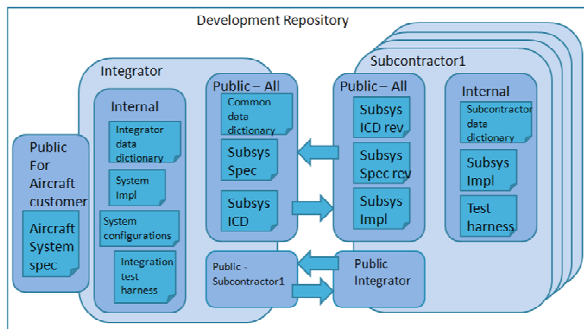 Development Repository
Integrator
Internal
Integrator
data
dictionary
System
Impl
System
configurations
Integration
test
harness
Public
For
Aircraft
customer
Aircraft
System
spec
Public – All
Common
data
dictionary
Subsys
Spec
Subsys
ICD
Public -
Subcontractor1
Subcontractor1
Public – All
Subsys
ICD rev
Subsys
Spec rev
Subsys
Impl
Public
Integrator
Internal
Subcontractor
data
dictionary
Subsys
Impl
Test
harness